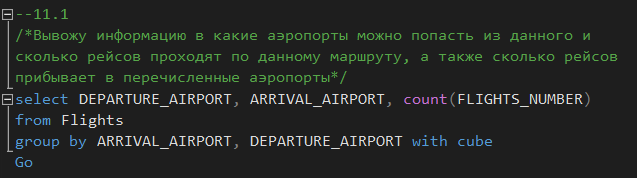 --11.1
/*Вывожу информацию в какие аэропорты можно попасть из данного и
сколько рейсов проходят по данному маршруту, а также сколько рейсов
прибывает в перечисленные аэропорты*/
select DEPARTURE_AIRPORT, ARRIVAL_AIRPORT, count(FLIGHTS_NUMBER)
from Flights
group by ARRIVAL_AIRPORT, DEPARTURE_AIRPORT with cube
Go